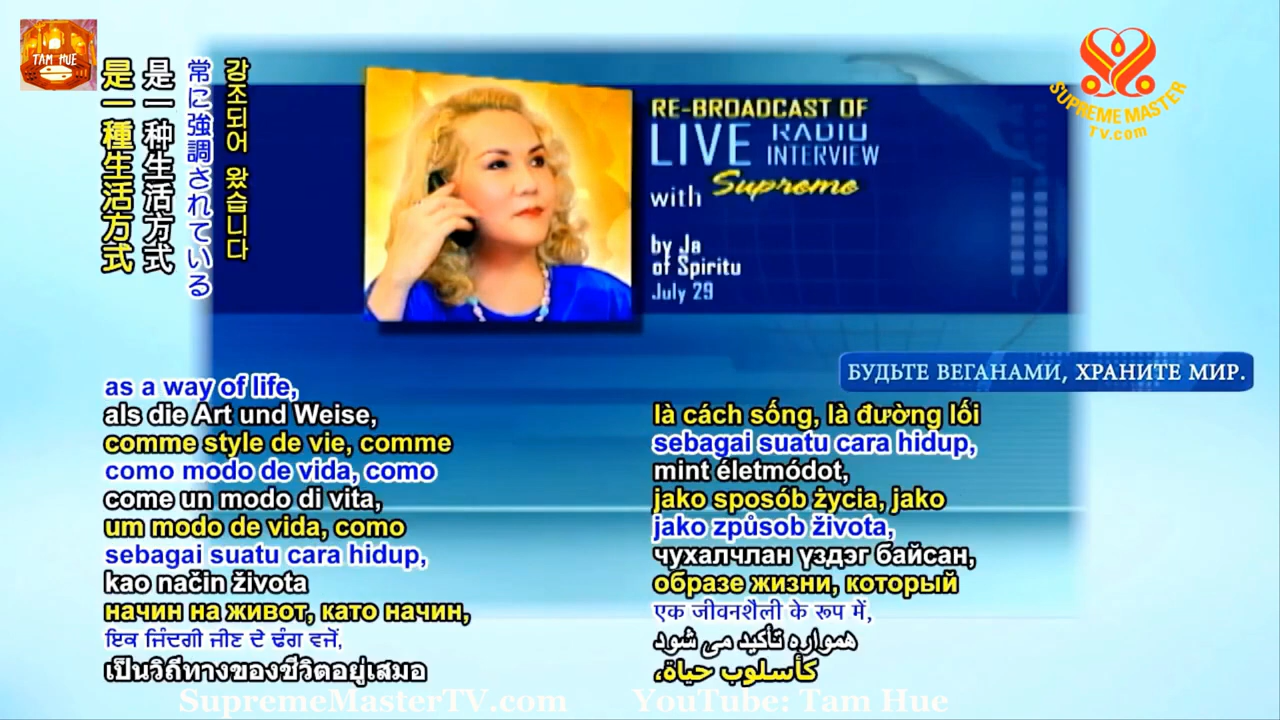 TAM HUE
是一種生活方式
是一种生活方式
常に強調されている
강조되어 왔습니다
RE-BROADCAST OF
LIVE RADIO INTERVIEW
with Supreme
by Ja
of Spiritu
July 29
SUPREME MASTER
TV.com
БУДЬТЕ ВЕГАНАМИ, ХРАНИТЕ МИР.
as a way of life,
als die Art und Weise,
comme style de vie, comme
como modo de vida, como
come un modo di vita,
um modo de vida, como
sebagai suatu cara hidup,
kao način života
начин на живот, като начин,
ਇਕ ਜਿੰਦਗੀ ਜੀਣ ਦੇ ਢੰਗ ਵਜੋਂ,
เป็นวิถีทางของชีวิตอยู่เสมอ
là cách sống, là đường lối
sebagai suatu cara hidup,
mint életmódot,
jako sposób życia, jako
jako způsob života,
чухалчлан үздэг байсан,
образе жизни, который
एक जीवनशैली के रूप में,
همواره تأکید می شود
كأسلوب حياة،
SupremeMasterTV.com
YouTube: Tam Hue